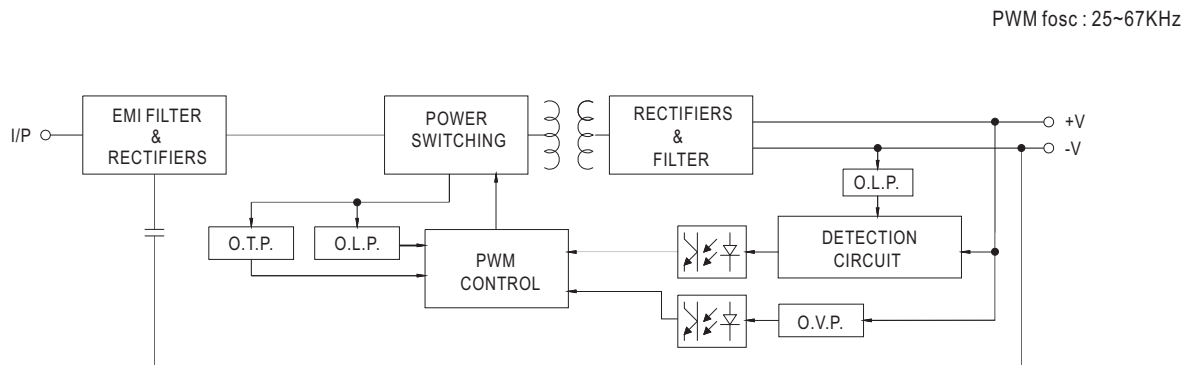 PWM fosc : 25~67KHz
I/P
EMI FILTER
&
RECTIFIERS
POWER
SWITCHING
RECTIFIERS
&
FILTER
+V
-V
O.L.P.
O.T.P.
O.L.P.
PWM
CONTROL
DETECTION
CIRCUIT
O.V.P.